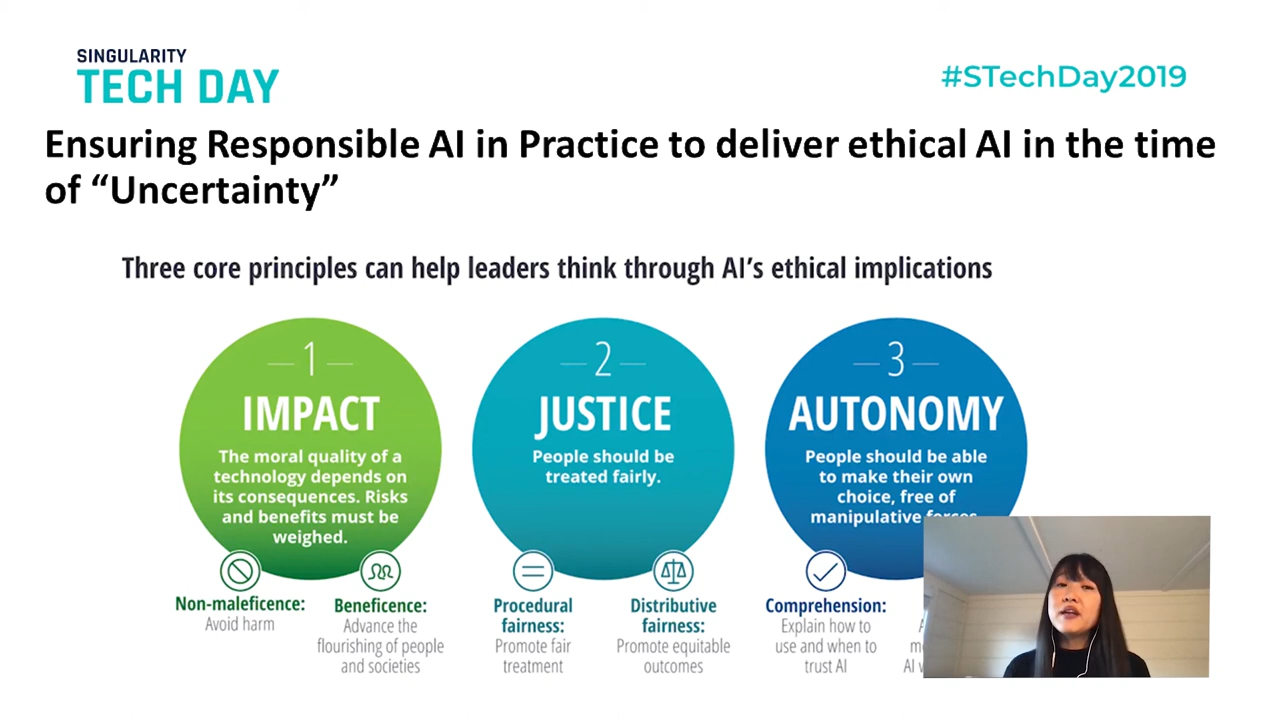 SINGULARITY
TECH DAY
#STechDay2019
Ensuring Responsible AI in Practice to deliver ethical AI in the time
of “Uncertainty”
Three core principles can help leaders think through AI’s ethical implications
1
IMPACT
The moral quality of a
technology depends on
its consequences. Risks
and benefits must be
weighed.
Non-maleficence:
Avoid harm
Beneficence:
Advance the
flourishing of people
and societies
2
JUSTICE
People should be
treated fairly.
Procedural
fairness:
Promote fair
treatment
Distributive
fairness:
Promote equitable
outcomes
3
AUTONOMY
People should be able
to make their own
choice, free of
manipulative forces.
Comprehension:
Explain how to
use and when to
trust AI
AI